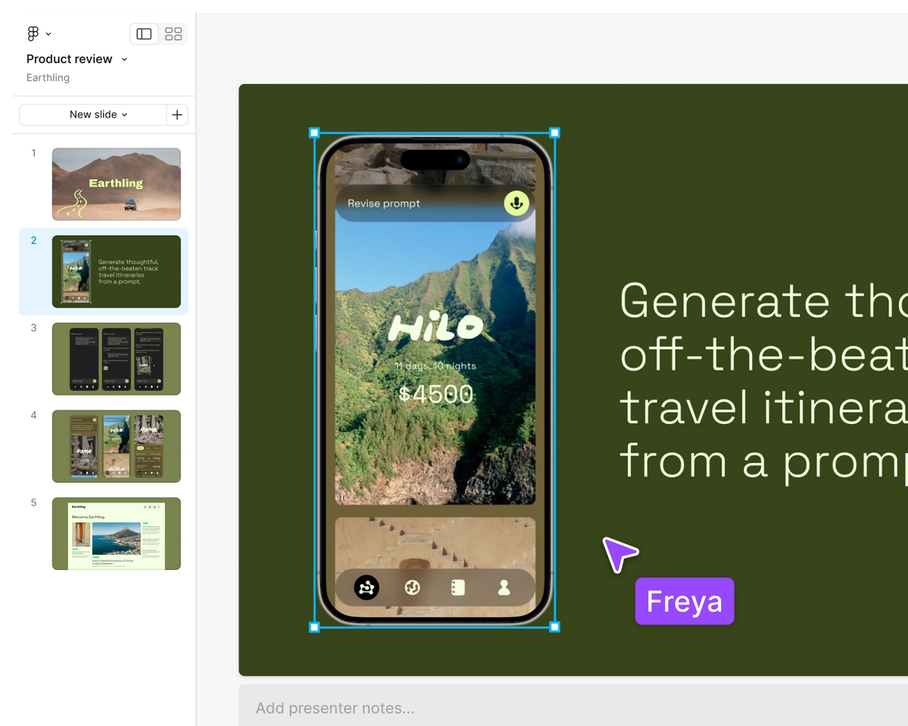 Product review
Earthling
New slide
1
Earthling
2
HiLO
Generate thoughtful,
off-the-beaten track
travel itineraries
from a prompt.
3
4
5
Earthling
Welcome, Earthling
Revise prompt
HiLO
11 days, 10 nights
$4500
Generate tho
off-the-beat
travel itinera
from a promp
Freya
Add presenter notes...